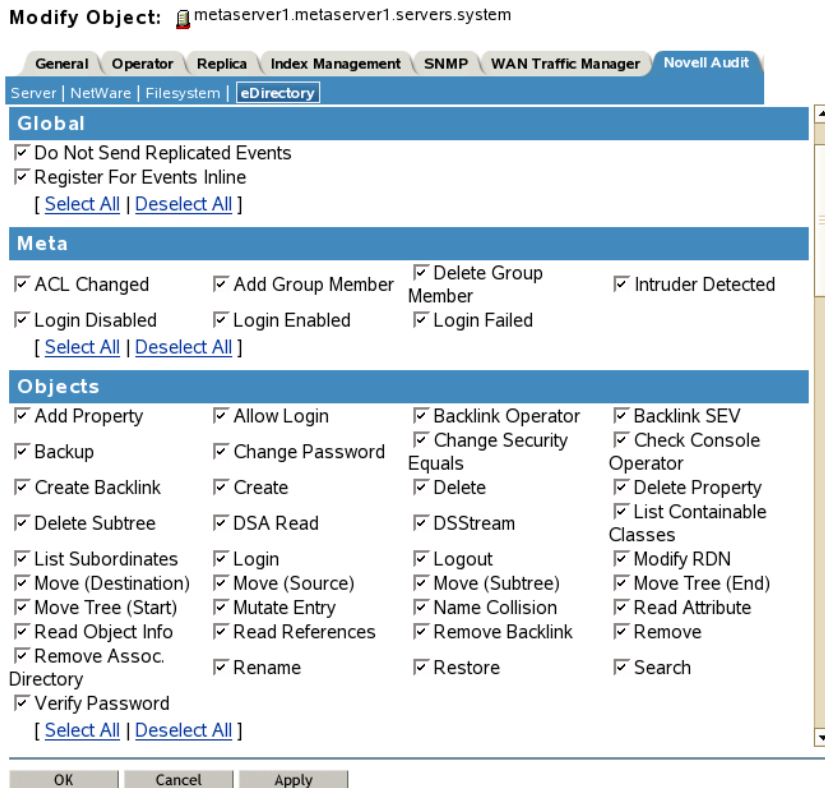 Modify Object: metaserver1.metaserver1.servers.system
General Operator Replica Index Management SNMP WAN Traffic Manager Novell Audit
Server | NetWare | Filesystem | eDirectory
Global
Do Not Send Replicated Events
Register For Events Inline
[ Select All | Deselect All ]
Meta
ACL Changed Add Group Member Delete Group Member Intruder Detected
Login Disabled Login Enabled Login Failed
[ Select All | Deselect All ]
Objects
Add Property Allow Login Backlink Operator Backlink SEV
Backup Change Password Change Security Equals Check Console Operator
Create Backlink Create Delete Delete Property
Delete Subtree DSA Read DSStream List Containable Classes
List Subordinates Login Logout Modify RDN
Move (Destination) Move (Source) Move (Subtree) Move Tree (End)
Move Tree (Start) Mutate Entry Name Collision Read Attribute
Read Object Info Read References Remove Backlink Remove
Remove Assoc. Directory Rename Restore Search
Verify Password
[ Select All | Deselect All ]
OK Cancel Apply